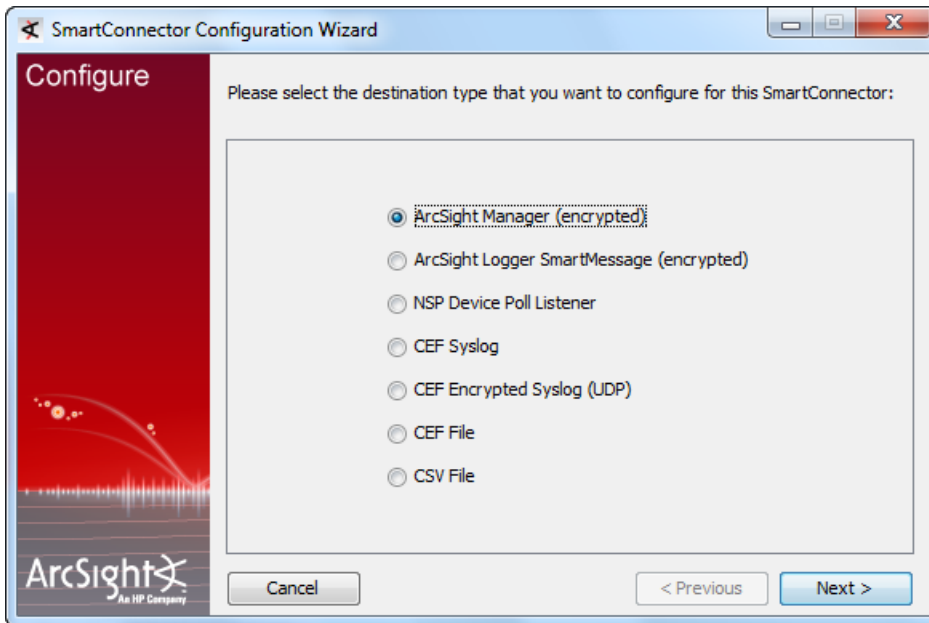 SmartConnector Configuration Wizard
Configure
Please select the destination type that you want to configure for this SmartConnector:
ArcSight Manager (encrypted)
ArcSight Logger SmartMessage (encrypted)
NSP Device Poll Listener
CEF Syslog
CEF Encrypted Syslog (UDP)
CEF File
CSV File
ArcSight
An HP Company
Cancel
< Previous
Next >